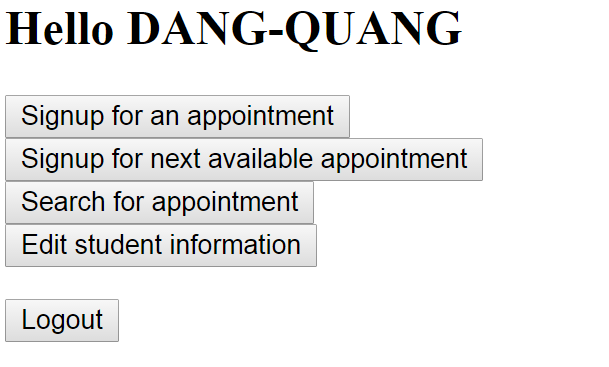 Hello DANG-QUANG
Signup for an appointment
Signup for next available appointment
Search for appointment
Edit student information
Logout